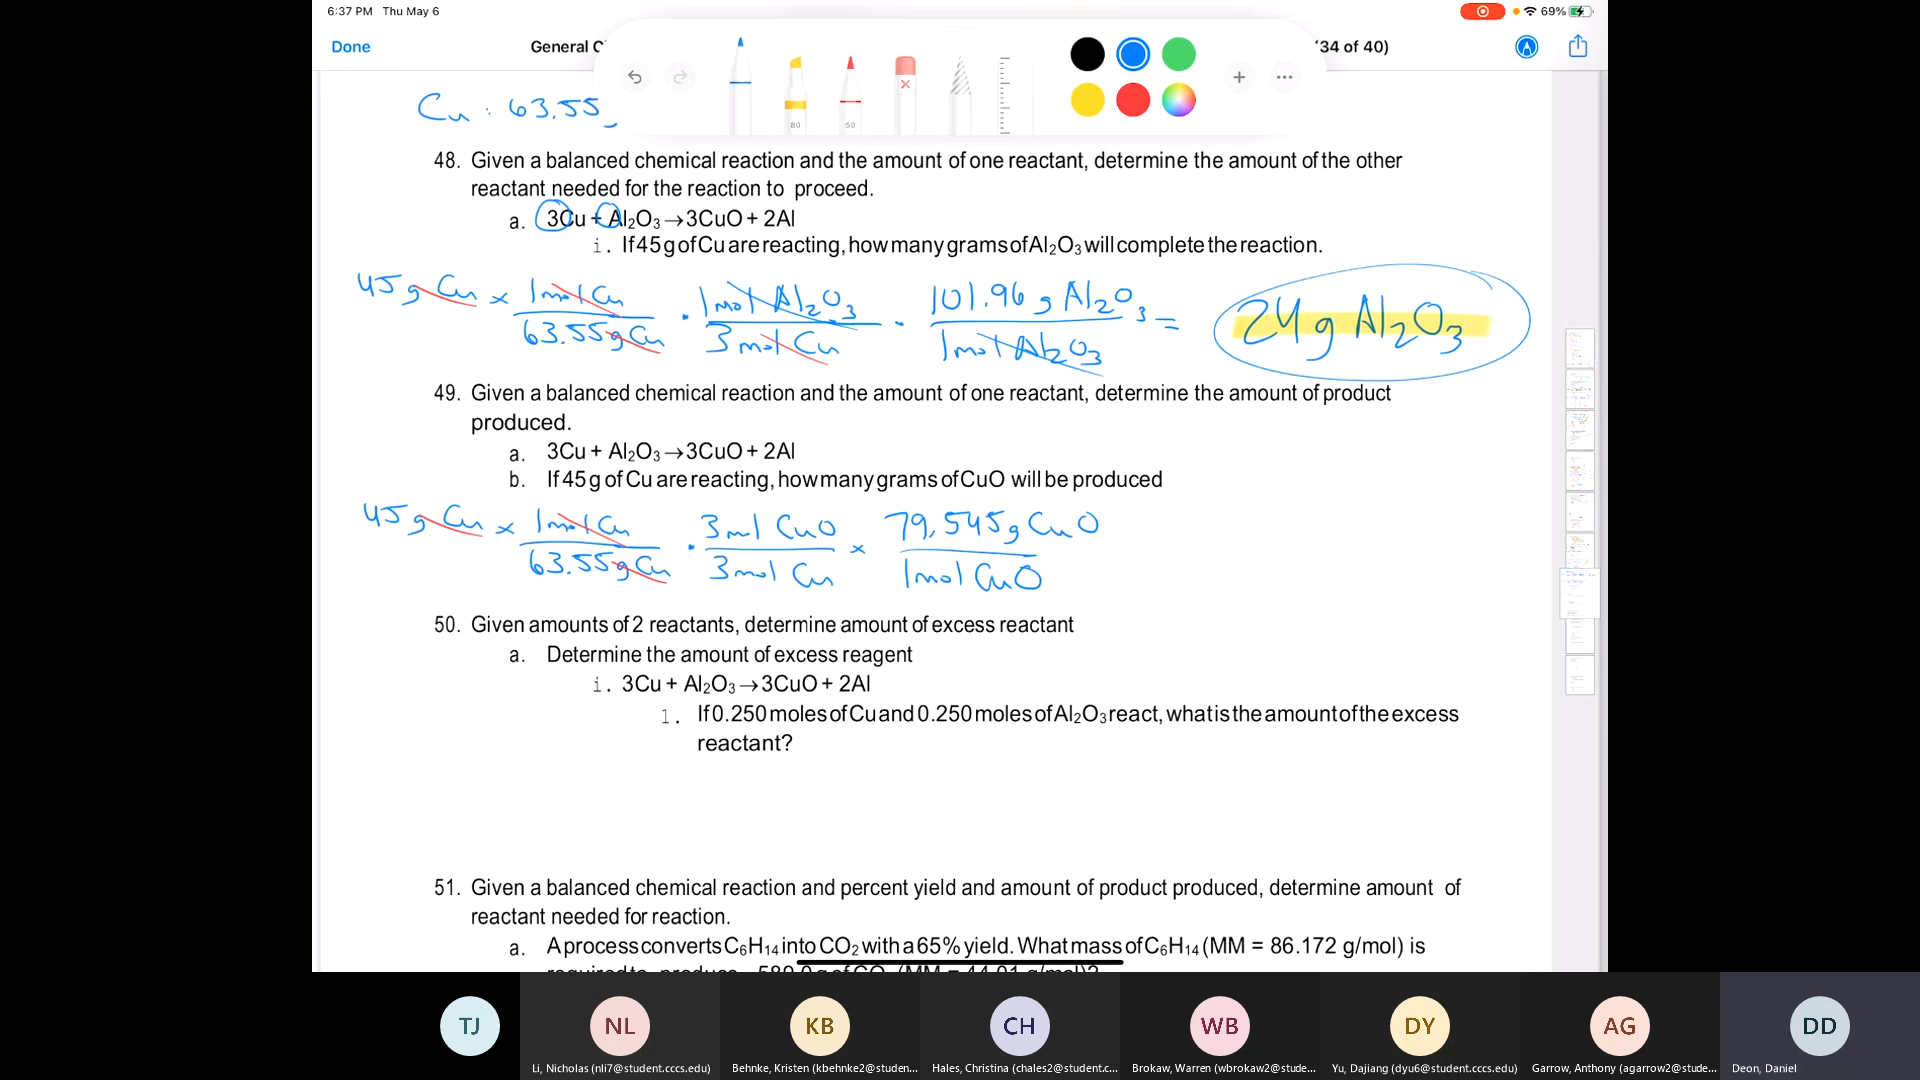 6:37 PM Thu May 6
69%
Done
General C
(34 of 40)
80
50
Cu : 63.55
48. Given a balanced chemical reaction and the amount of one reactant, determine the amount of the other
reactant needed for the reaction to proceed.
a. 3Cu + Al₂O₃→3CuO + 2Al
i. If 45 g of Cu are reacting, how many grams of Al₂O₃ will complete the reaction.
45 g Cu x 1 mol Cu / 63.55 g Cu · 1 mol Al₂O₃ / 3 mol Cu · 101.96 g Al₂O₃ / 1 mol Al₂O₃ = 24 g Al₂O₃
49. Given a balanced chemical reaction and the amount of one reactant, determine the amount of product
produced.
a. 3Cu + Al₂O₃→3CuO + 2Al
b. If 45 g of Cu are reacting, how many grams of CuO will be produced
45 g Cu x 1 mol Cu / 63.55 g Cu · 3 mol CuO / 3 mol Cu x 79.545 g CuO / 1 mol CuO
50. Given amounts of 2 reactants, determine amount of excess reactant
a. Determine the amount of excess reagent
i. 3Cu + Al₂O₃→3CuO + 2Al
1. If 0.250 moles of Cu and 0.250 moles of Al₂O₃ react, what is the amount of the excess
reactant?
51. Given a balanced chemical reaction and percent yield and amount of product produced, determine amount of
reactant needed for reaction.
a. A process converts C₆H₁₄ into CO₂ with a 65% yield. What mass of C₆H₁₄ (MM = 86.172 g/mol) is
TJ NL KB CH WB DY AG DD
Li, Nicholas (nli7@student.cccs.edu) Behnke, Kristen (kbehnke2@studen... Hales, Christina (chales2@student.c... Brokaw, Warren (wbrokaw2@stude... Yu, Dajiang (dyu6@student.cccs.edu) Garrow, Anthony (agarrow2@stude... Deon, Daniel